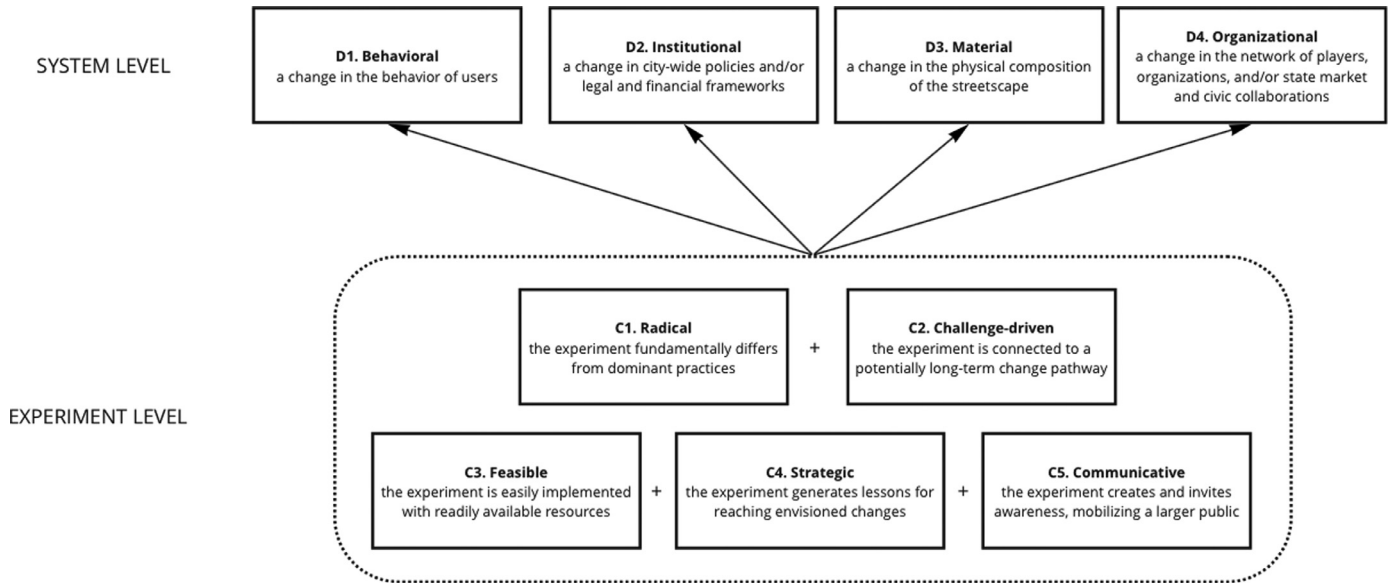 SYSTEM LEVEL
D1. Behavioral
a change in the behavior of users
D2. Institutional
a change in city-wide policies and/or
legal and financial frameworks
D3. Material
a change in the physical composition
of the streetscape
D4. Organizational
a change in the network of players,
organizations, and/or state market
and civic collaborations
EXPERIMENT LEVEL
C1. Radical
the experiment fundamentally differs
from dominant practices
+
C2. Challenge-driven
the experiment is connected to a
potentially long-term change pathway
C3. Feasible
the experiment is easily implemented
with readily available resources
+
C4. Strategic
the experiment generates lessons for
reaching envisioned changes
+
C5. Communicative
the experiment creates and invites
awareness, mobilizing a larger public